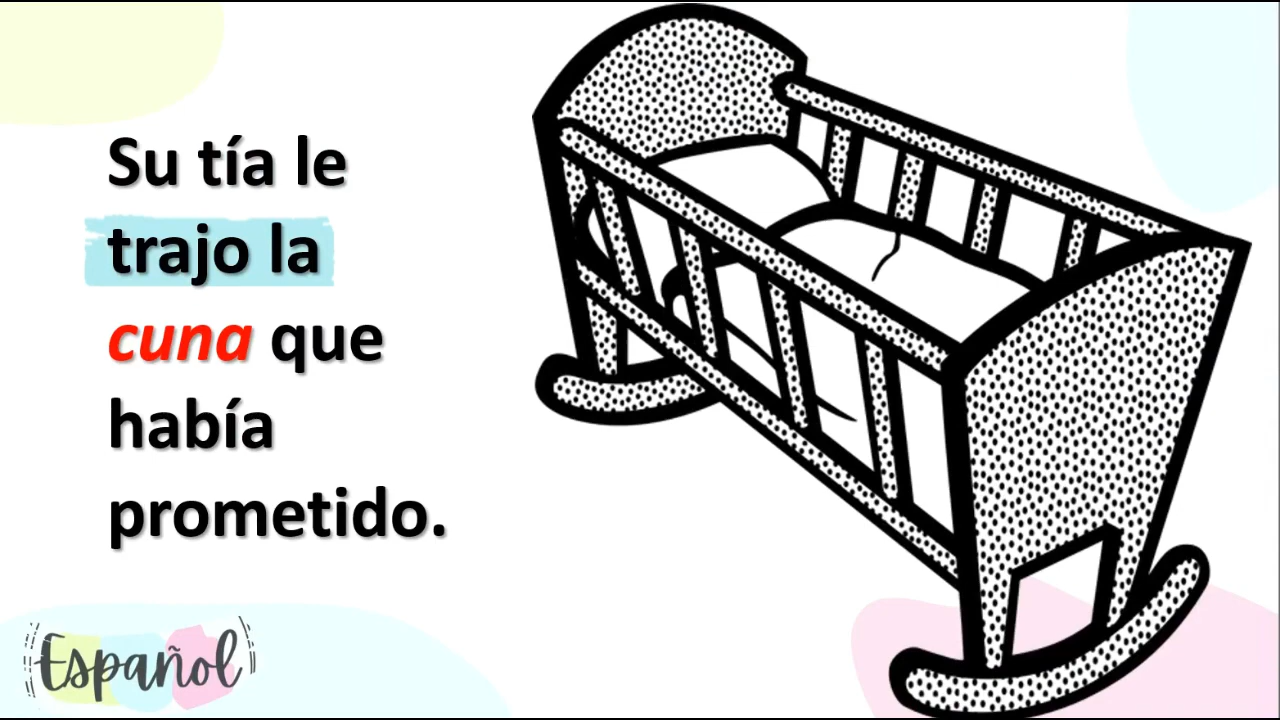 Su tía le
trajo la
cuna que
había
prometido.
Español